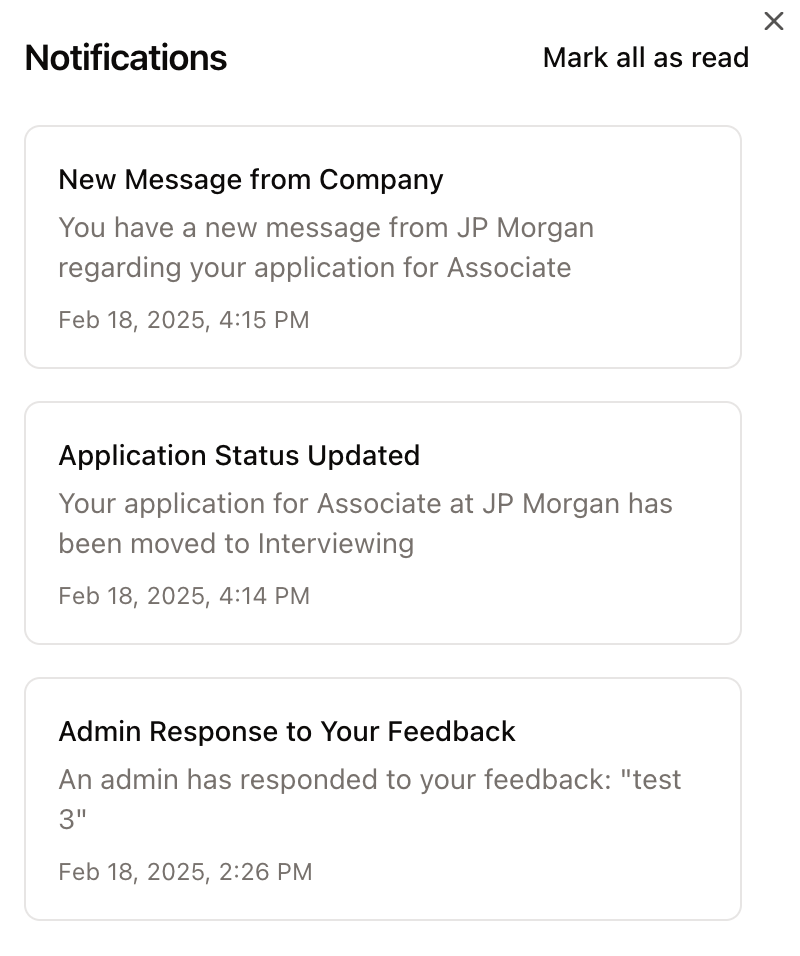 Notifications
Mark all as read
New Message from Company
You have a new message from JP Morgan
regarding your application for Associate
Feb 18, 2025, 4:15 PM
Application Status Updated
Your application for Associate at JP Morgan has
been moved to Interviewing
Feb 18, 2025, 4:14 PM
Admin Response to Your Feedback
An admin has responded to your feedback: "test
3"
Feb 18, 2025, 2:26 PM